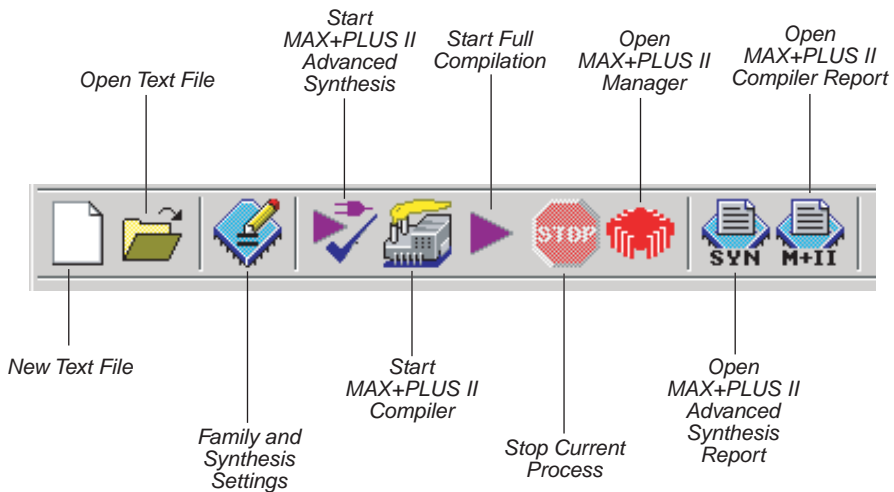 Start
MAX+PLUS II
Advanced
Synthesis
Start Full
Compilation
Open
MAX+PLUS II
Manager
Open
MAX+PLUS II
Compiler Report
Open Text File
STOP
SYN
M+II
New Text File
Family and
Synthesis
Settings
Start
MAX+PLUS II
Compiler
Stop Current
Process
Open
MAX+PLUS II
Advanced
Synthesis
Report